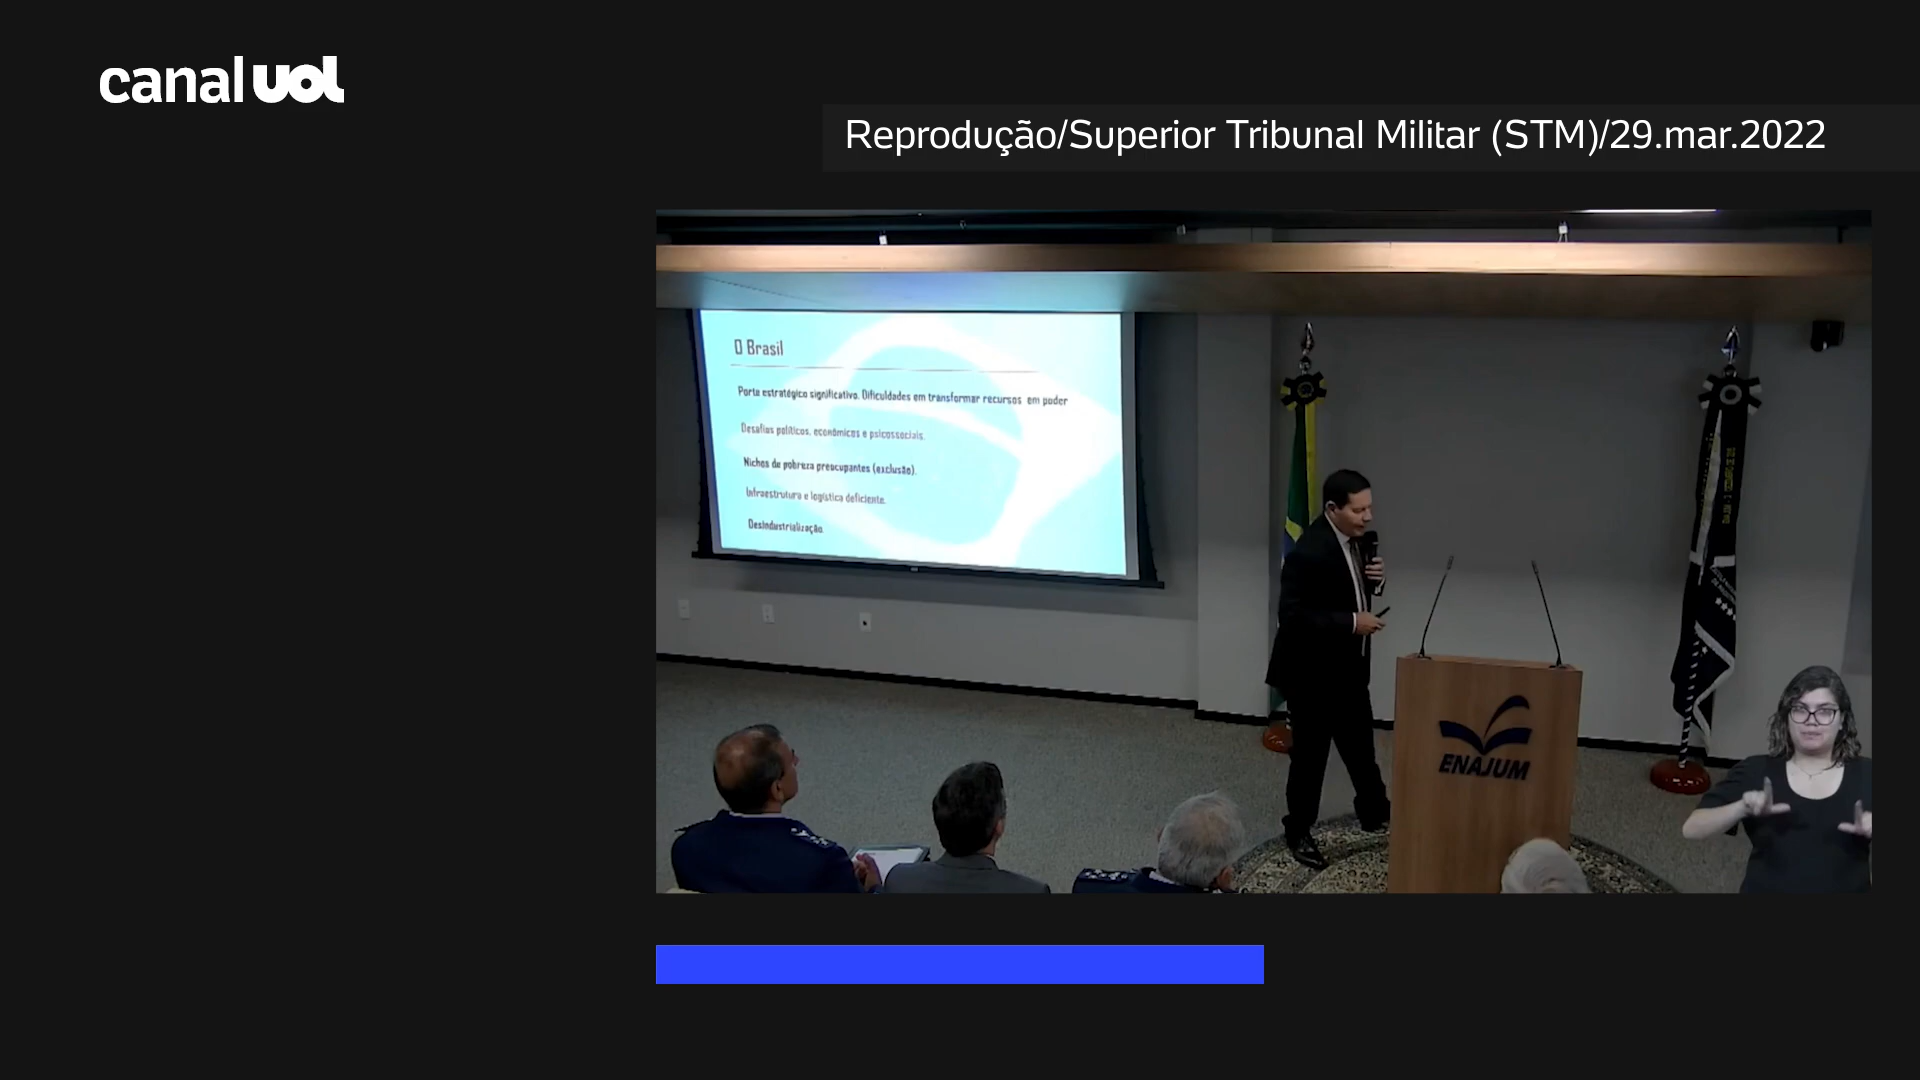 canal uol
Reprodução/Superior Tribunal Militar (STM)/29.mar.2022
O Brasil
Porte estratégico significativo. Dificuldades em transformar recursos em poder
Desafios políticos, econômicos e psicossociais.
Nichos de pobreza preocupantes (exclusão).
Infraestrutura e logística deficiente.
Desindustrialização.
ENAJUM